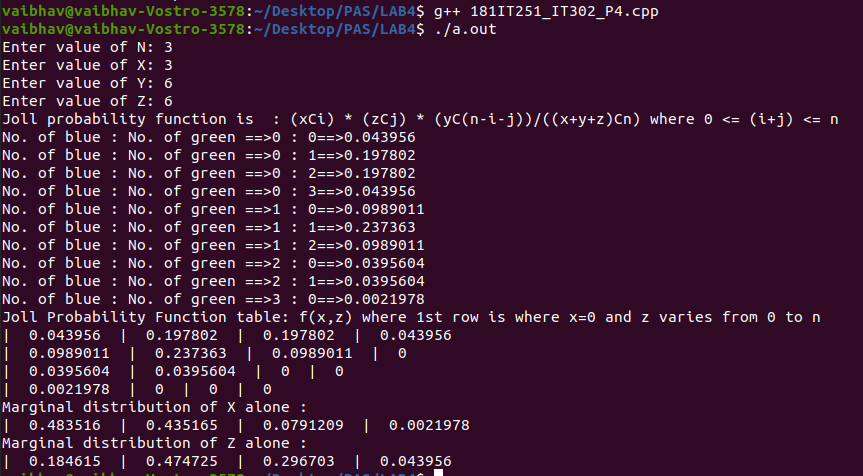 vaibhav@vaibhav-Vostro-3578:~/Desktop/PAS/LAB4$ g++ 181IT251_IT302_P4.cpp
vaibhav@vaibhav-Vostro-3578:~/Desktop/PAS/LAB4$ ./a.out
Enter value of N: 3
Enter value of X: 3
Enter value of Y: 6
Enter value of Z: 6
Joll probability function is  : (xCi) * (zCj) * (yC(n-i-j))/((x+y+z)Cn) where 0 <= (i+j) <= n
No. of blue : No. of green ==>0 : 0==>0.043956
No. of blue : No. of green ==>0 : 1==>0.197802
No. of blue : No. of green ==>0 : 2==>0.197802
No. of blue : No. of green ==>0 : 3==>0.043956
No. of blue : No. of green ==>1 : 0==>0.0989011
No. of blue : No. of green ==>1 : 1==>0.237363
No. of blue : No. of green ==>1 : 2==>0.0989011
No. of blue : No. of green ==>2 : 0==>0.0395604
No. of blue : No. of green ==>2 : 1==>0.0395604
No. of blue : No. of green ==>3 : 0==>0.0021978
Joll Probability Function table: f(x,z) where 1st row is where x=0 and z varies from 0 to n
|  0.043956  |  0.197802  |  0.197802  |  0.043956
|  0.0989011  |  0.237363  |  0.0989011  |  0
|  0.0395604  |  0.0395604  |  0  |  0
|  0.0021978  |  0  |  0  |  0
Marginal distribution of X alone :
|  0.483516  |  0.435165  |  0.0791209  |  0.0021978
Marginal distribution of Z alone :
|  0.184615  |  0.474725  |  0.296703  |  0.043956
vaibhav@vaibhav-Vostro-3578:~/Desktop/PAS/LAB4$